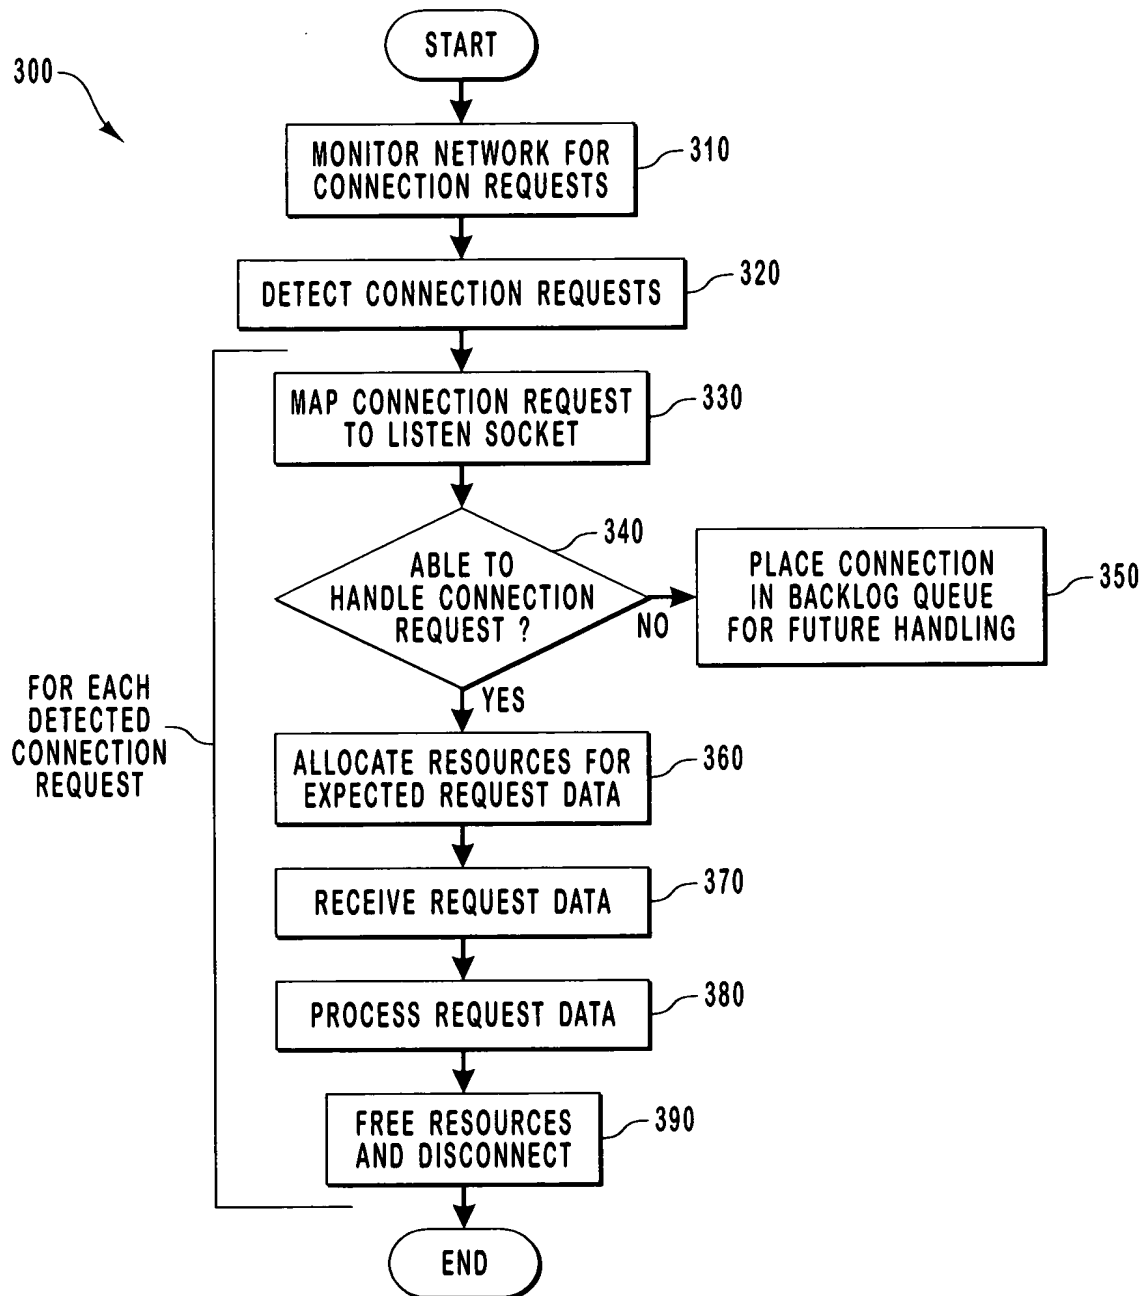 START
300
MONITOR NETWORK FOR
CONNECTION REQUESTS
310
DETECT CONNECTION REQUESTS
320
MAP CONNECTION REQUEST
TO LISTEN SOCKET
330
ABLE TO
HANDLE CONNECTION
REQUEST ?
340
NO
PLACE CONNECTION
IN BACKLOG QUEUE
FOR FUTURE HANDLING
350
YES
FOR EACH
DETECTED
CONNECTION
REQUEST
ALLOCATE RESOURCES FOR
EXPECTED REQUEST DATA
360
RECEIVE REQUEST DATA
370
PROCESS REQUEST DATA
380
FREE RESOURCES
AND DISCONNECT
390
END